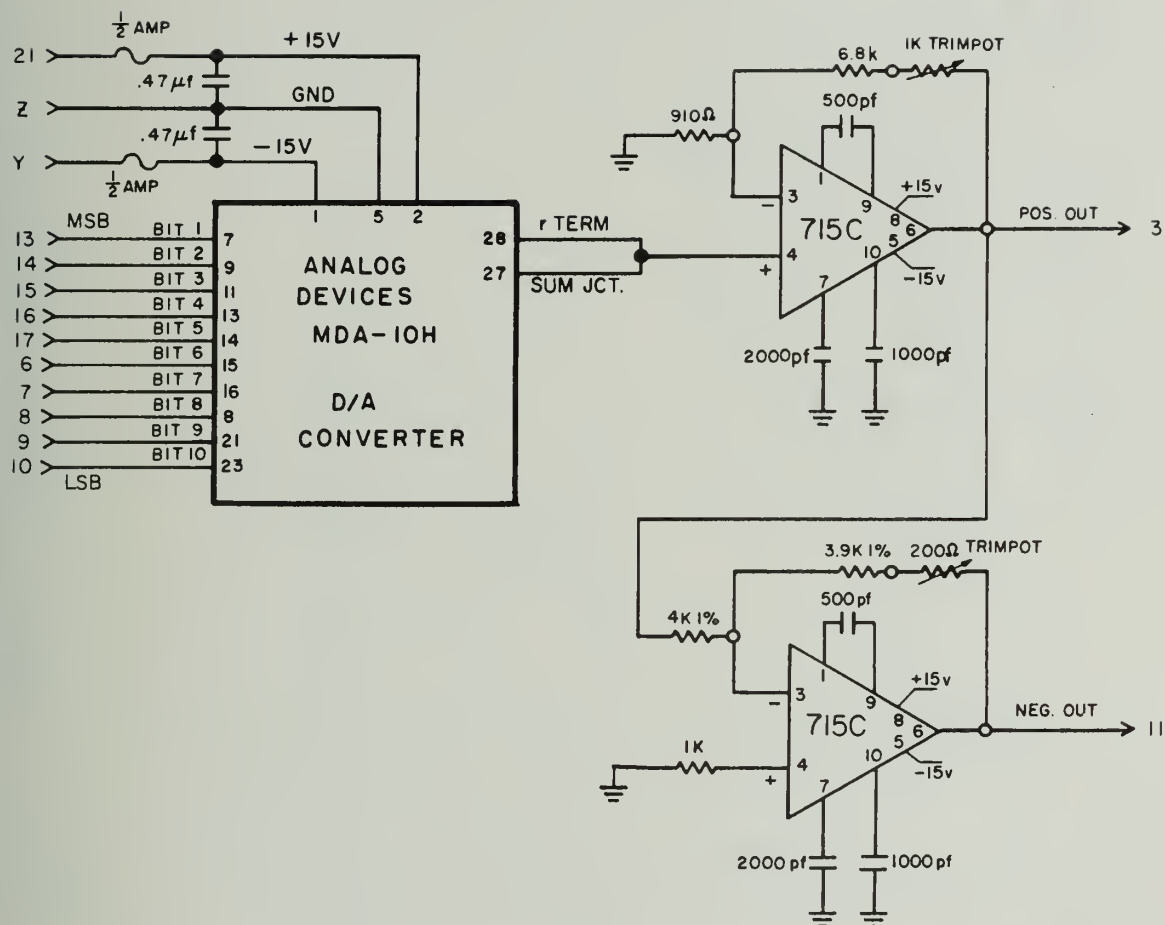 ½ AMP
21
+15V
.47µf
Z
GND
.47µf
Y
-15V
½ AMP
1 5 2
MSB
13 BIT 1 7
14 BIT 2 9
15 BIT 3 11
16 BIT 4 13
17 BIT 5 14
6 BIT 6 15
7 BIT 7 16
8 BIT 8 8
9 BIT 9 21
10 BIT 10 23
LSB
ANALOG
DEVICES
MDA-10H
D/A
CONVERTER
28 r TERM
27 SUM JCT.
6.8k
1K TRIMPOT
500pf
910Ω
1
9
+15v
8
3
-
715C
6
POS. OUT
3
5
-15v
10
4
+
7
2000pf
1000pf
3.9K 1%
200Ω TRIMPOT
500pf
4K 1%
1
9
+15v
8
3
-
715C
6
NEG. OUT
11
5
-15v
10
1K
4
+
7
2000pf
1000pf